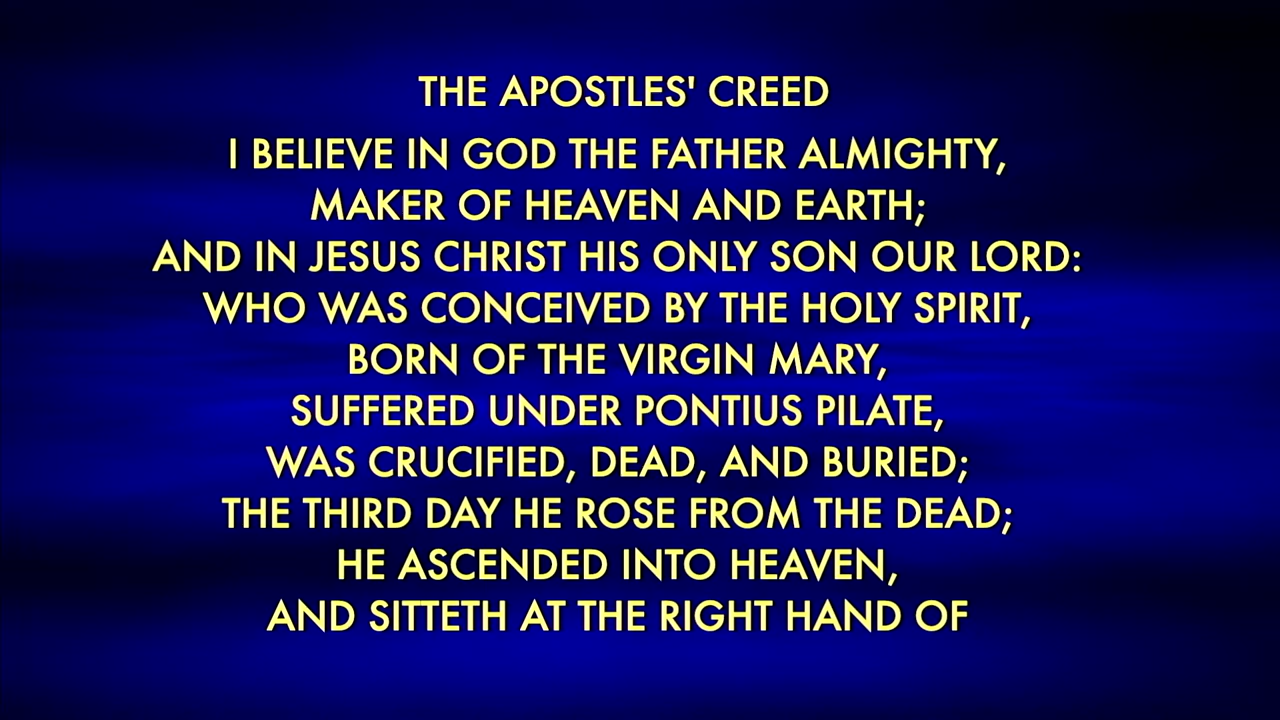 THE APOSTLES' CREED
I BELIEVE IN GOD THE FATHER ALMIGHTY,
MAKER OF HEAVEN AND EARTH;
AND IN JESUS CHRIST HIS ONLY SON OUR LORD:
WHO WAS CONCEIVED BY THE HOLY SPIRIT,
BORN OF THE VIRGIN MARY,
SUFFERED UNDER PONTIUS PILATE,
WAS CRUCIFIED, DEAD, AND BURIED;
THE THIRD DAY HE ROSE FROM THE DEAD;
HE ASCENDED INTO HEAVEN,
AND SITTETH AT THE RIGHT HAND OF